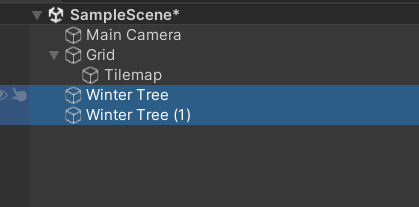 SampleScene*
Main Camera
Grid
Tilemap
Winter Tree
Winter Tree (1)